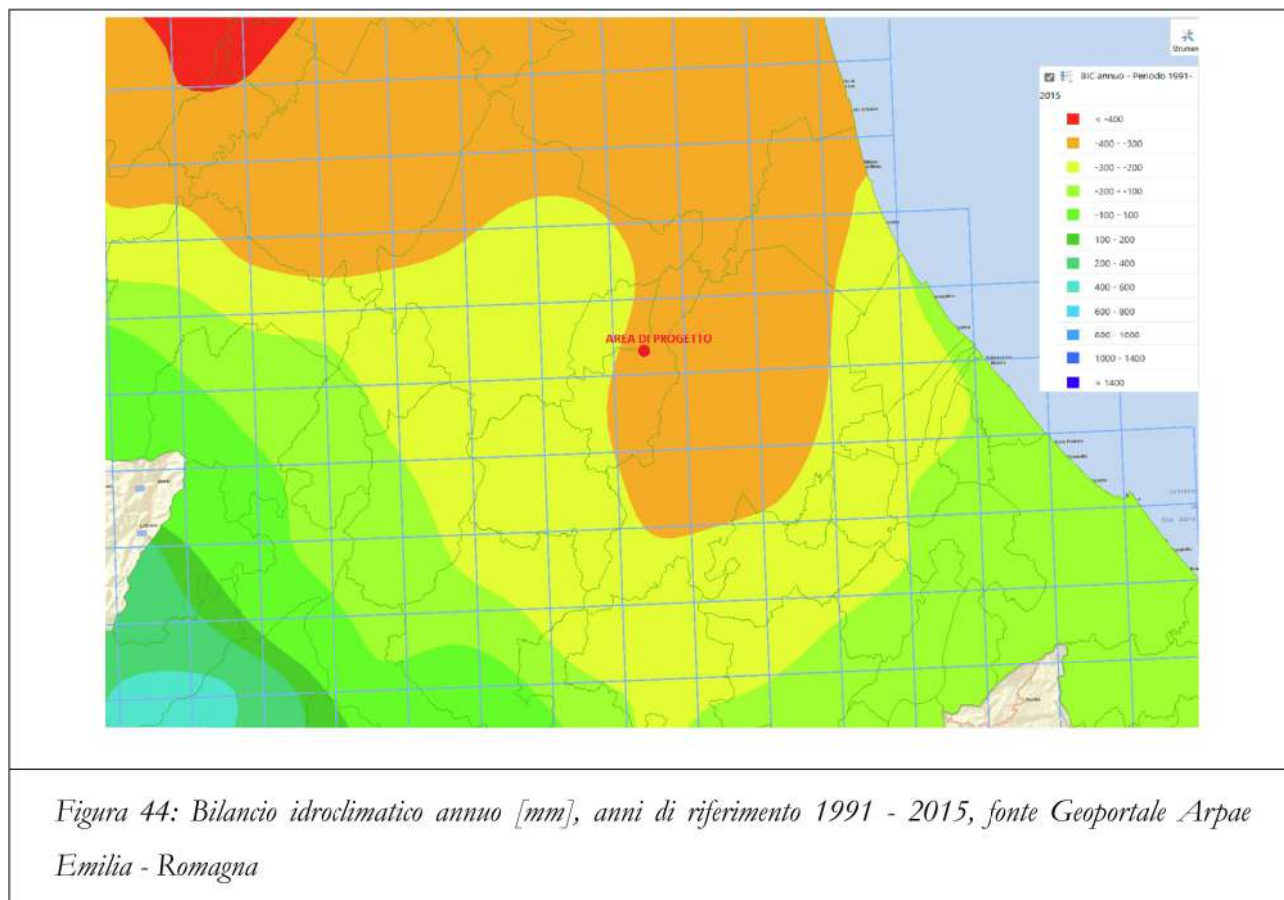 Strumen
BIC annuo - Periodo 1991-
2015
< -400
-400 - -300
-300 - -200
-200 - -100
-100 - 100
100 - 200
200 - 400
400 - 600
600 - 800
800 - 1000
1000 - 1400
> 1400
AREA DI PROGETTO
Figura 44: Bilancio idroclimatico annuo [mm], anni di riferimento 1991 - 2015, fonte Geoportale Arpae
Emilia - Romagna